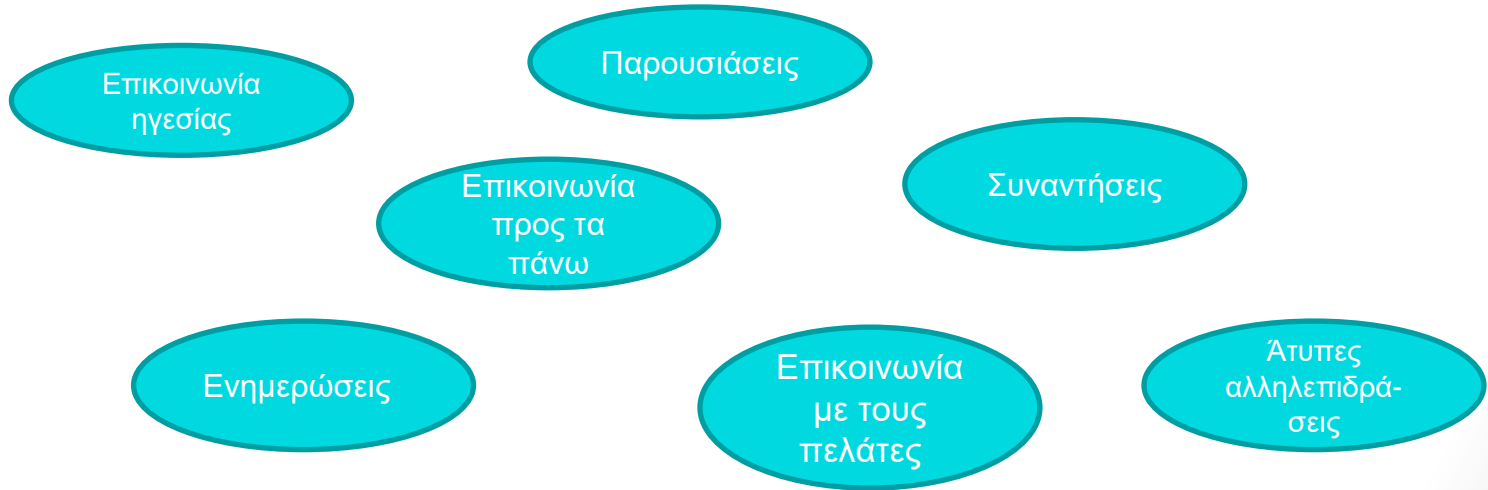 Επικοινωνία
ηγεσίας
Παρουσιάσεις
Επικοινωνία
προς τα
πάνω
Συναντήσεις
Ενημερώσεις
Επικοινωνία
με τους
πελάτες
Άτυπες
αλληλεπιδρά-
σεις